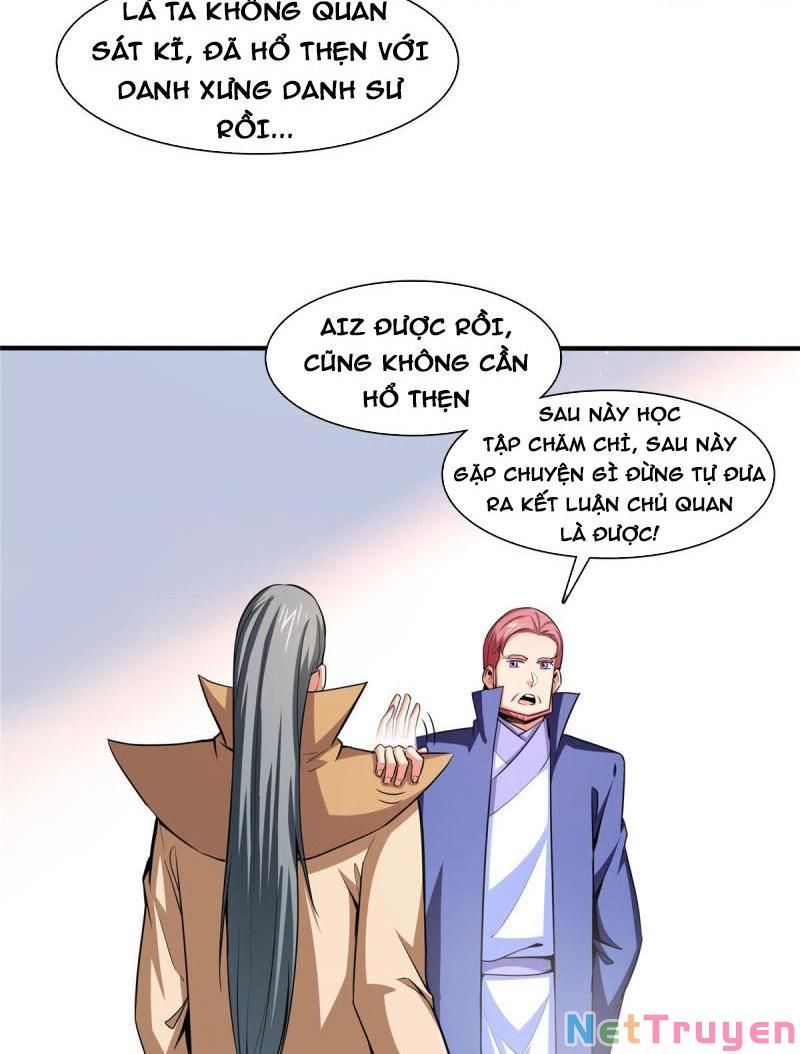 LÀ TA KHÔNG QUAN
SÁT KĨ, ĐÃ HỔ THẸN VỚI
DANH XƯNG DANH SƯ
RỒI...
AIZ ĐƯỢC RỒI,
CŨNG KHÔNG CẦN
HỔ THẸN
SAU NÀY HỌC
TẬP CHĂM CHỈ, SAU NÀY
GẶP CHUYỆN GÌ ĐỪNG TỰ ĐƯA
RA KẾT LUẬN CHỦ QUAN
LÀ ĐƯỢC!
NetTruyen